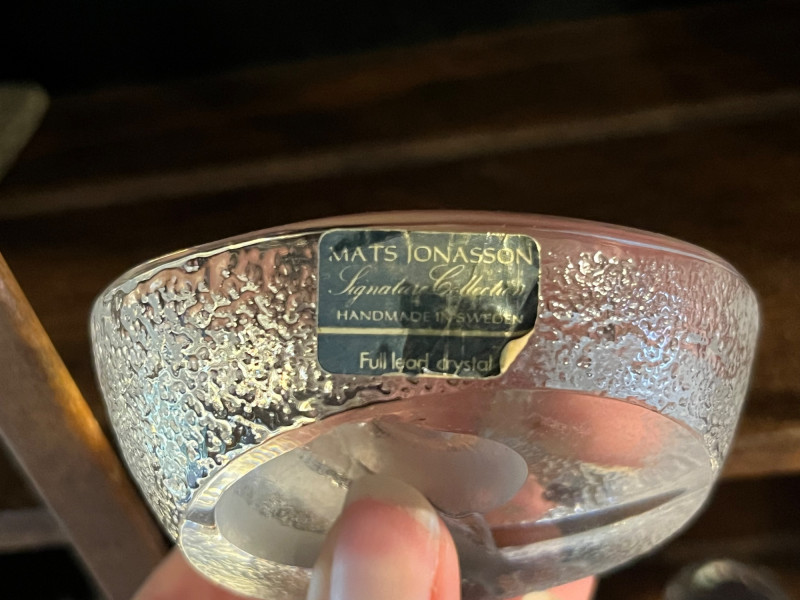 MATS JONASSON
Signature Collection
HANDMADE IN SWEDEN
Full lead crystal